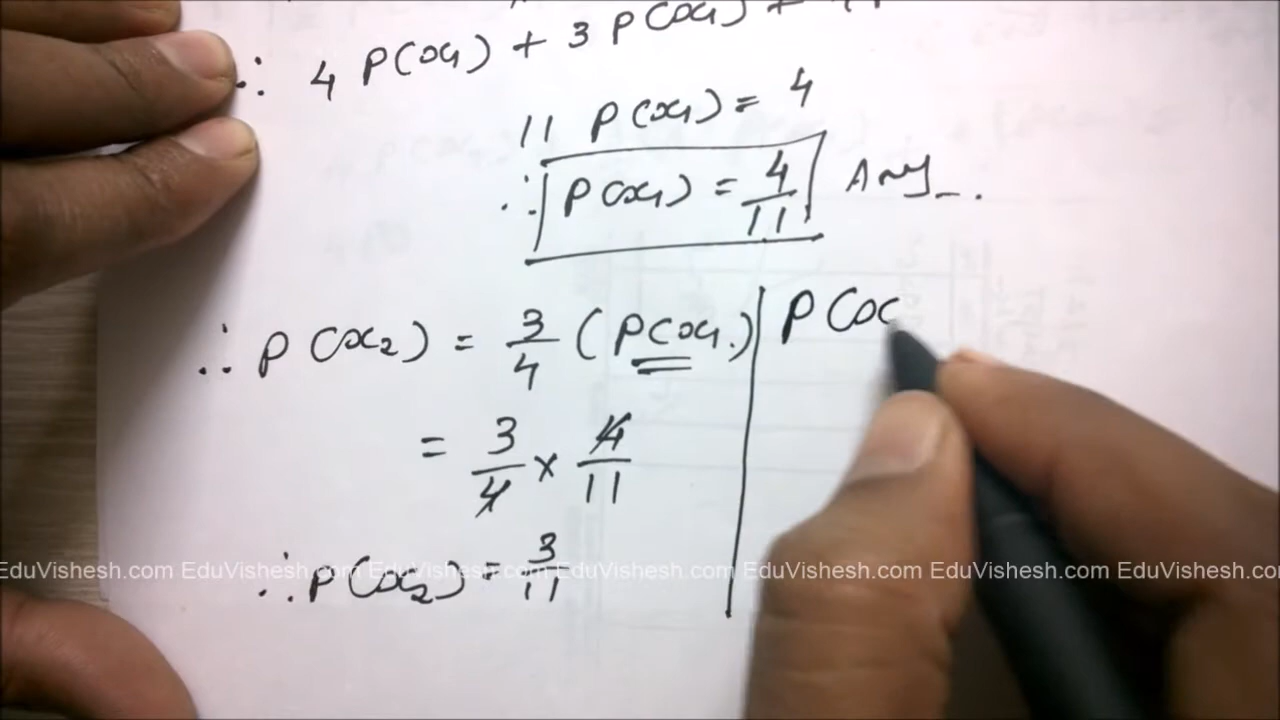 ∴ 4 P(x1) + 3 P(x1) +
11 P(x1) = 4
∴ P(x1) = 4/11 Ans.
∴ P(x2) = 3/4 (P(x1)) | P(x
= 3/4 × 4/11
∴ P(x2) = 3/11
EduVishesh.com EduVishesh.com EduVishesh.com EduVishesh.com EduVishesh.com EduVishesh.com EduVishesh.com